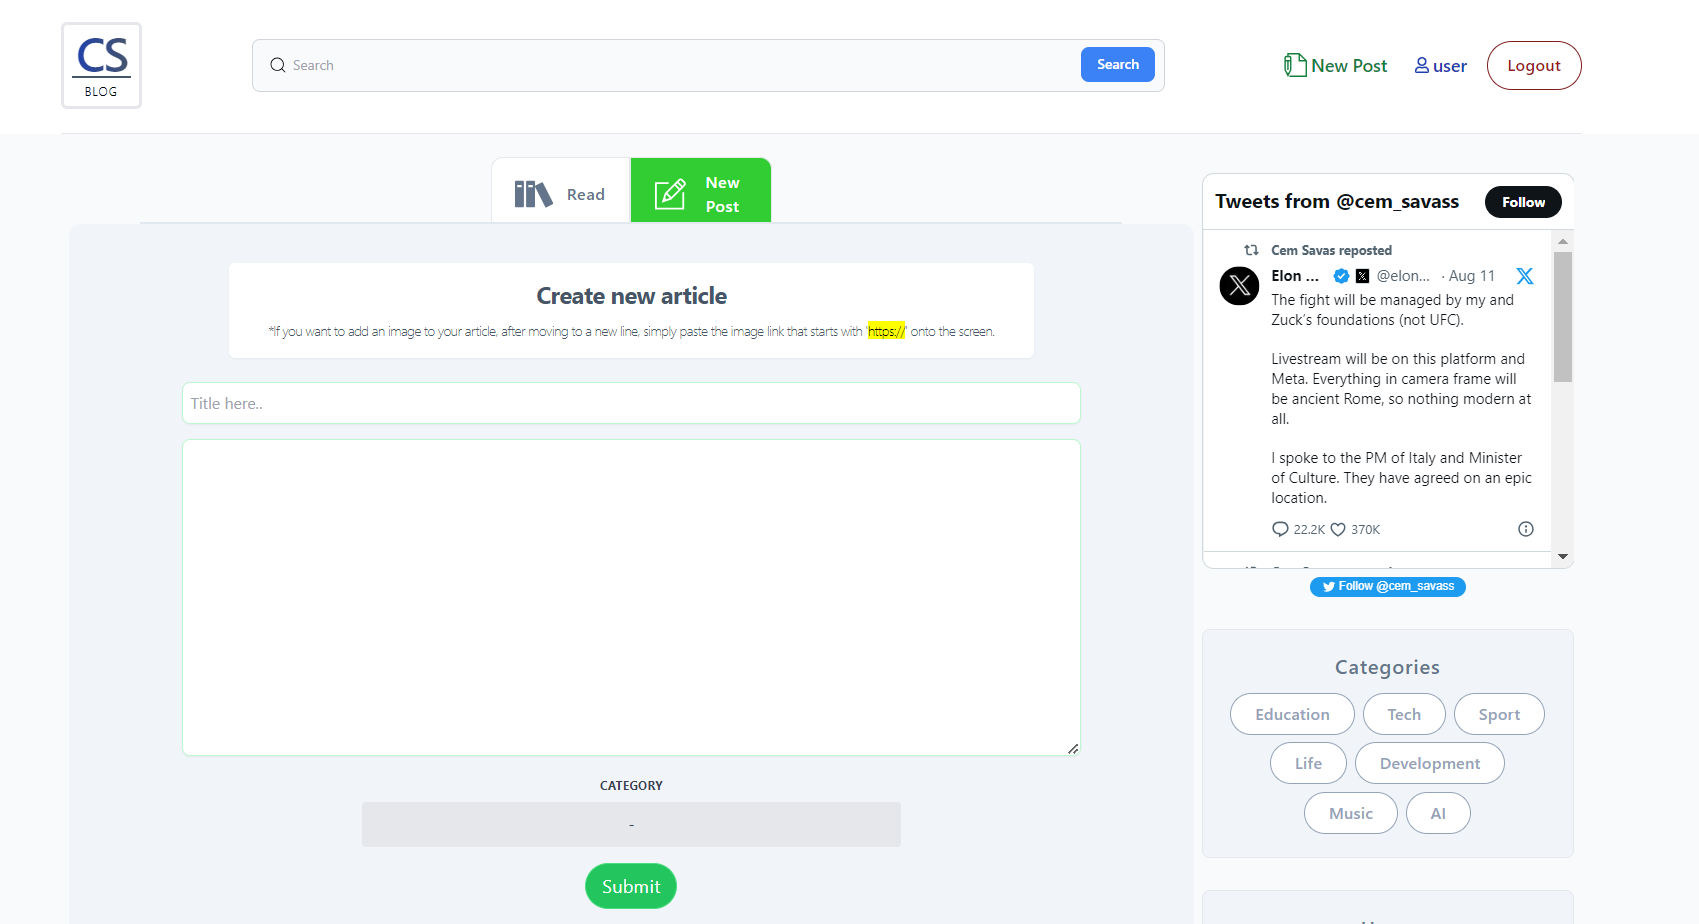 CS
BLOG
Search
Search
New Post
user
Logout
Read
New
Post
Create new article
*If you want to add an image to your article, after moving to a new line, simply paste the image link that starts with 'https://' onto the screen.
Title here..
CATEGORY
-
Submit
Tweets from @cem_savass
Follow
Cem Savas reposted
Elon ... @elon... · Aug 11
The fight will be managed by my and
Zuck’s foundations (not UFC).
Livestream will be on this platform and
Meta. Everything in camera frame will
be ancient Rome, so nothing modern at
all.
I spoke to the PM of Italy and Minister
of Culture. They have agreed on an epic
location.
22.2K 370K
Follow @cem_savass
Categories
Education
Tech
Sport
Life
Development
Music
AI